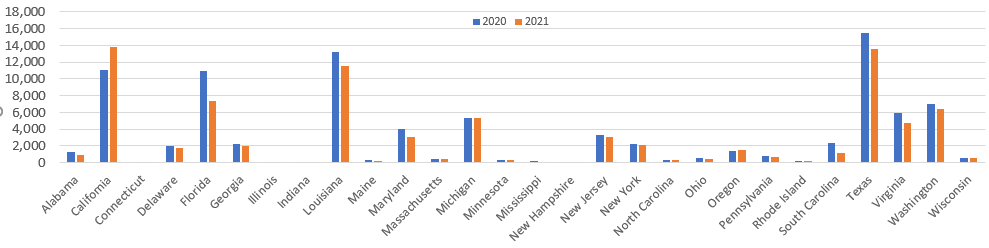 18,000
16,000
14,000
12,000
10,000
8,000
6,000
4,000
2,000
0
2020 2021
Alabama
California
Connecticut
Delaware
Florida
Georgia
Illinois
Indiana
Louisiana
Maine
Maryland
Massachusetts
Michigan
Minnesota
Mississippi
New Hampshire
New Jersey
New York
North Carolina
Ohio
Oregon
Pennsylvania
Rhode Island
South Carolina
Texas
Virginia
Washington
Wisconsin